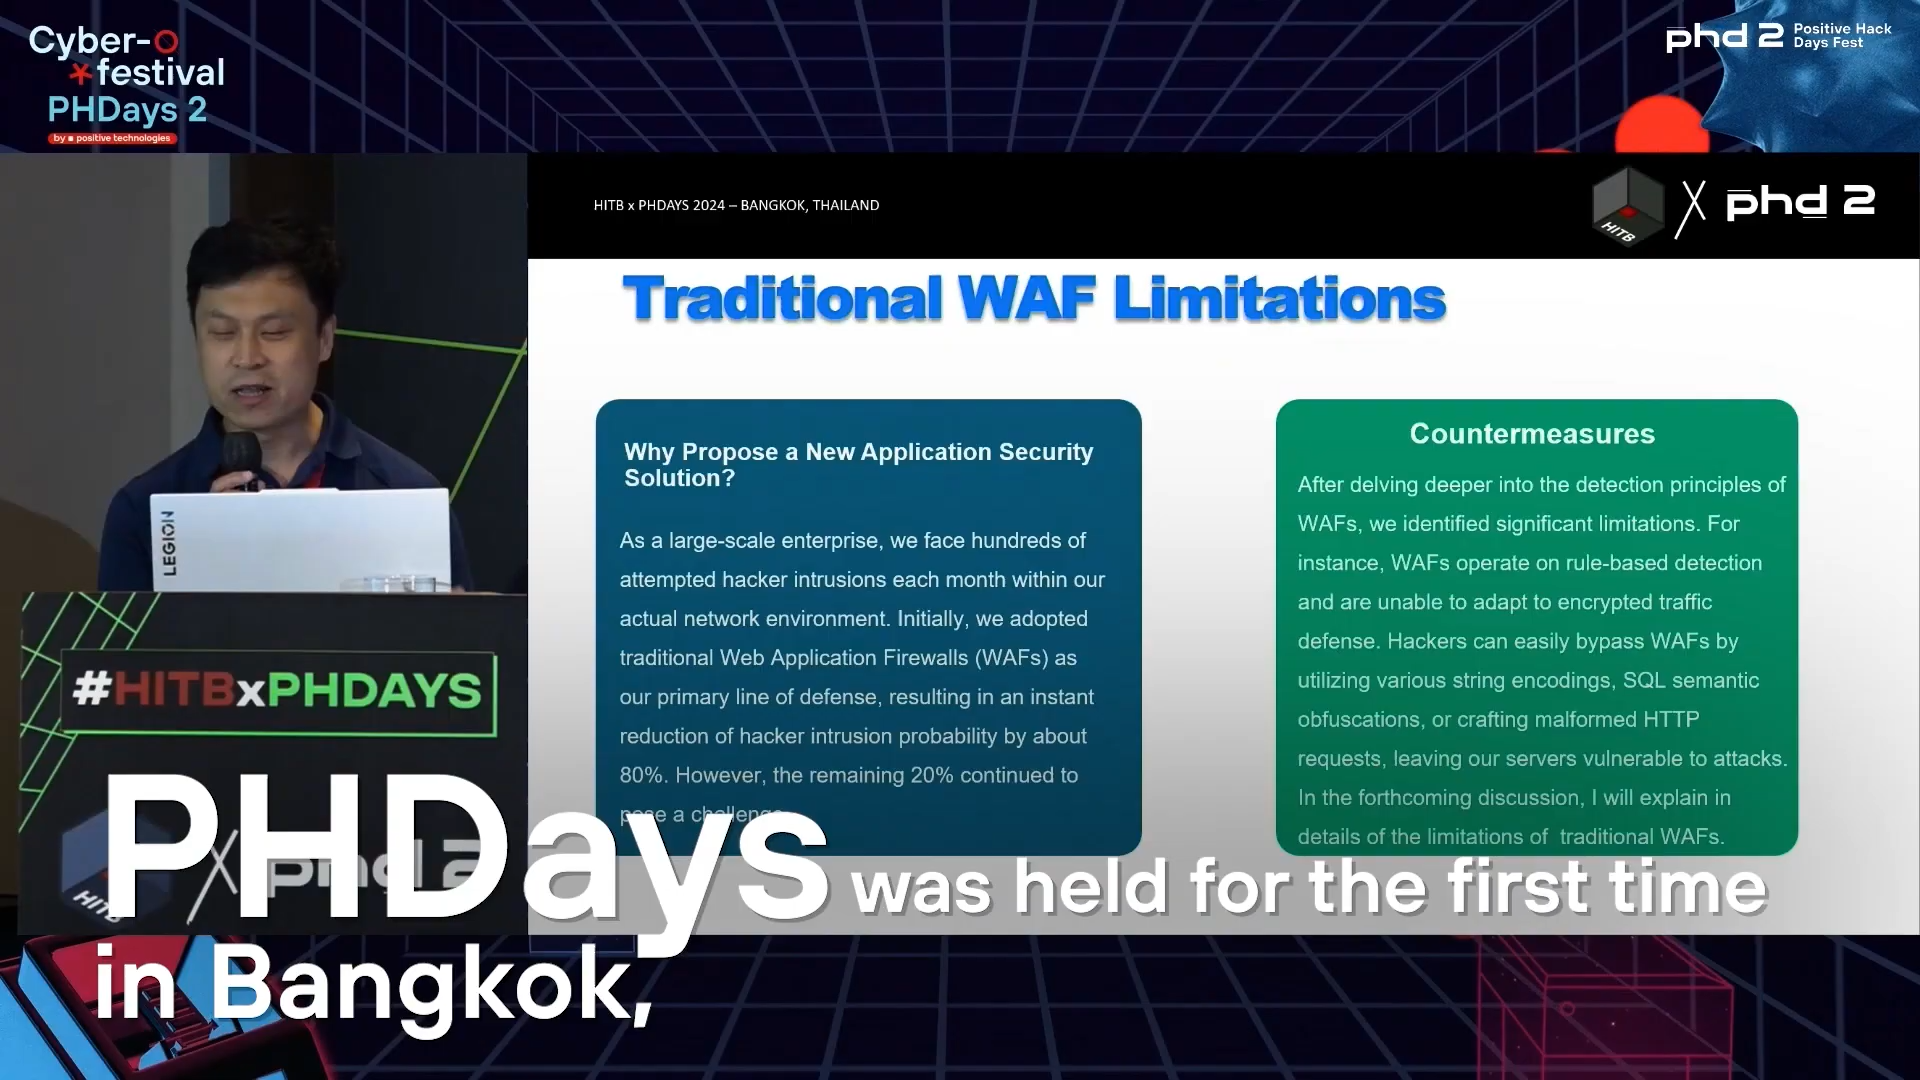 Cyber-
festival
PHDays 2
by positive technologies
phd 2 Positive Hack
Days Fest
HITB x PHDAYS 2024 – BANGKOK, THAILAND
HITB X phd 2
Traditional WAF Limitations
Why Propose a New Application Security
Solution?
As a large-scale enterprise, we face hundreds of
attempted hacker intrusions each month within our
actual network environment. Initially, we adopted
traditional Web Application Firewalls (WAFs) as
our primary line of defense, resulting in an instant
reduction of hacker intrusion probability by about
80%. However, the remaining 20% continued to
pose a challenge
Countermeasures
After delving deeper into the detection principles of
WAFs, we identified significant limitations. For
instance, WAFs operate on rule-based detection
and are unable to adapt to encrypted traffic
defense. Hackers can easily bypass WAFs by
utilizing various string encodings, SQL semantic
obfuscations, or crafting malformed HTTP
requests, leaving our servers vulnerable to attacks.
In the forthcoming discussion, I will explain in
details of the limitations of traditional WAFs.
LEGION
#HITBxPHDAYS
HITB X phd 2
PHDays was held for the first time
in Bangkok,